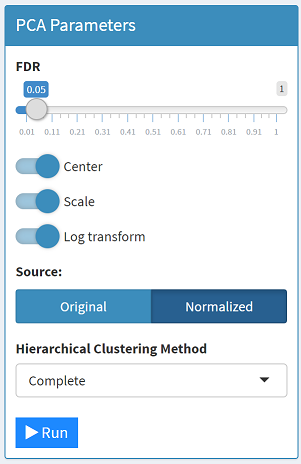 PCA Parameters
FDR
0.05 1
0.01 0.11 0.21 0.31 0.41 0.51 0.61 0.71 0.81 0.91 1
Center
Scale
Log transform
Source:
Original Normalized
Hierarchical Clustering Method
Complete
Run